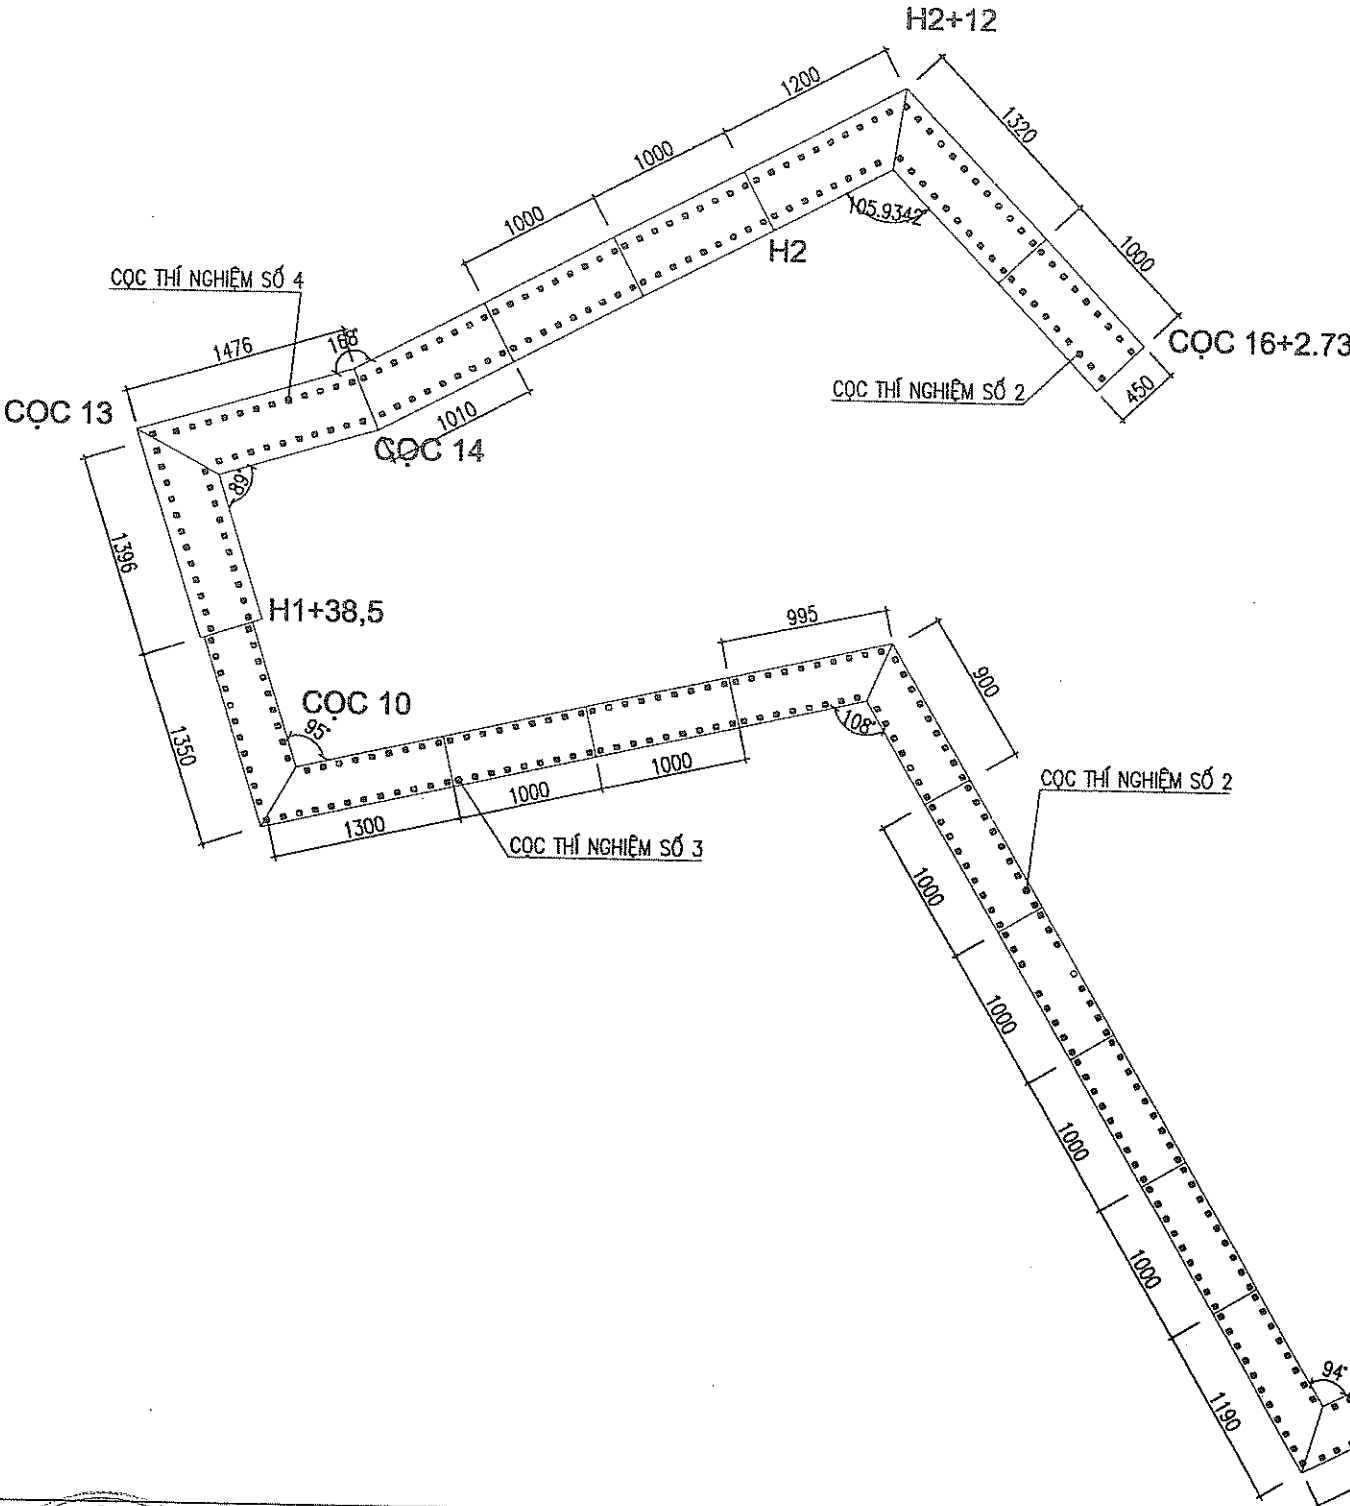 H2+12
1200
1320
1000
1000
105.9342°
H2
1000
CỌC THÍ NGHIỆM SỐ 4
1476
168°
CỌC 16+2.73
CỌC THÍ NGHIỆM SỐ 2
450
CỌC 13
1010
CỌC 14
89°
1396
H1+38,5
995
900
CỌC 10
95°
108°
1350
1000
1000
1300
CỌC THÍ NGHIỆM SỐ 3
CỌC THÍ NGHIỆM SỐ 2
1000
1000
1000
1000
94°
1190